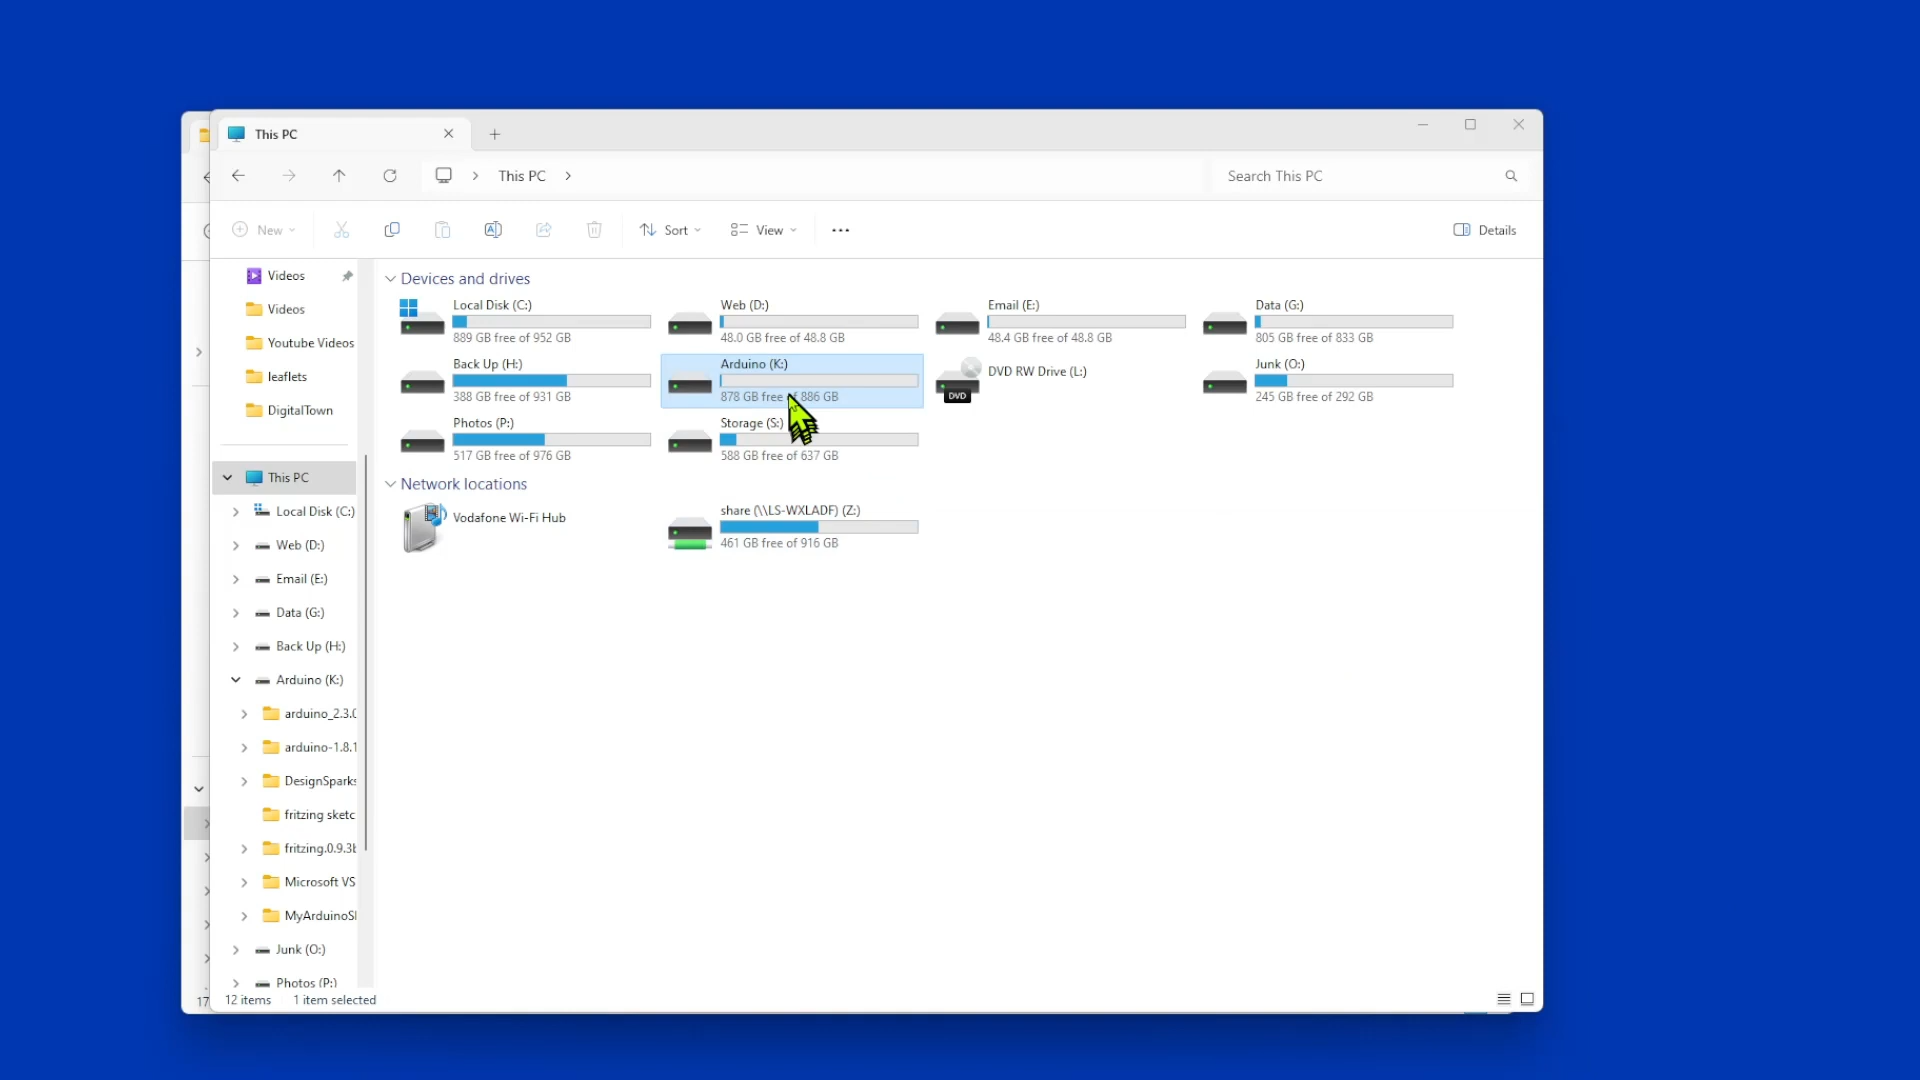 This PC
This PC
Search This PC
New
Sort
View
Details
Videos
Videos
Youtube Videos
leaflets
DigitalTown
This PC
Local Disk (C:)
Web (D:)
Email (E:)
Data (G:)
Back Up (H:)
Arduino (K:)
arduino_2.3.0
arduino-1.8.1
DesignSparks
fritzing sketc
fritzing.0.9.3b
Microsoft VS
MyArduinoSk
Junk (O:)
Photos (P:)
Devices and drives
Local Disk (C:)
889 GB free of 952 GB
Web (D:)
48.0 GB free of 48.8 GB
Email (E:)
48.4 GB free of 48.8 GB
Data (G:)
805 GB free of 833 GB
Back Up (H:)
388 GB free of 931 GB
Arduino (K:)
878 GB free of 886 GB
DVD RW Drive (L:)
DVD
Junk (O:)
245 GB free of 292 GB
Photos (P:)
517 GB free of 976 GB
Storage (S:)
588 GB free of 637 GB
Network locations
Vodafone Wi-Fi Hub
share (\\LS-WXLADF) (Z:)
461 GB free of 916 GB
17
12 items
1 item selected